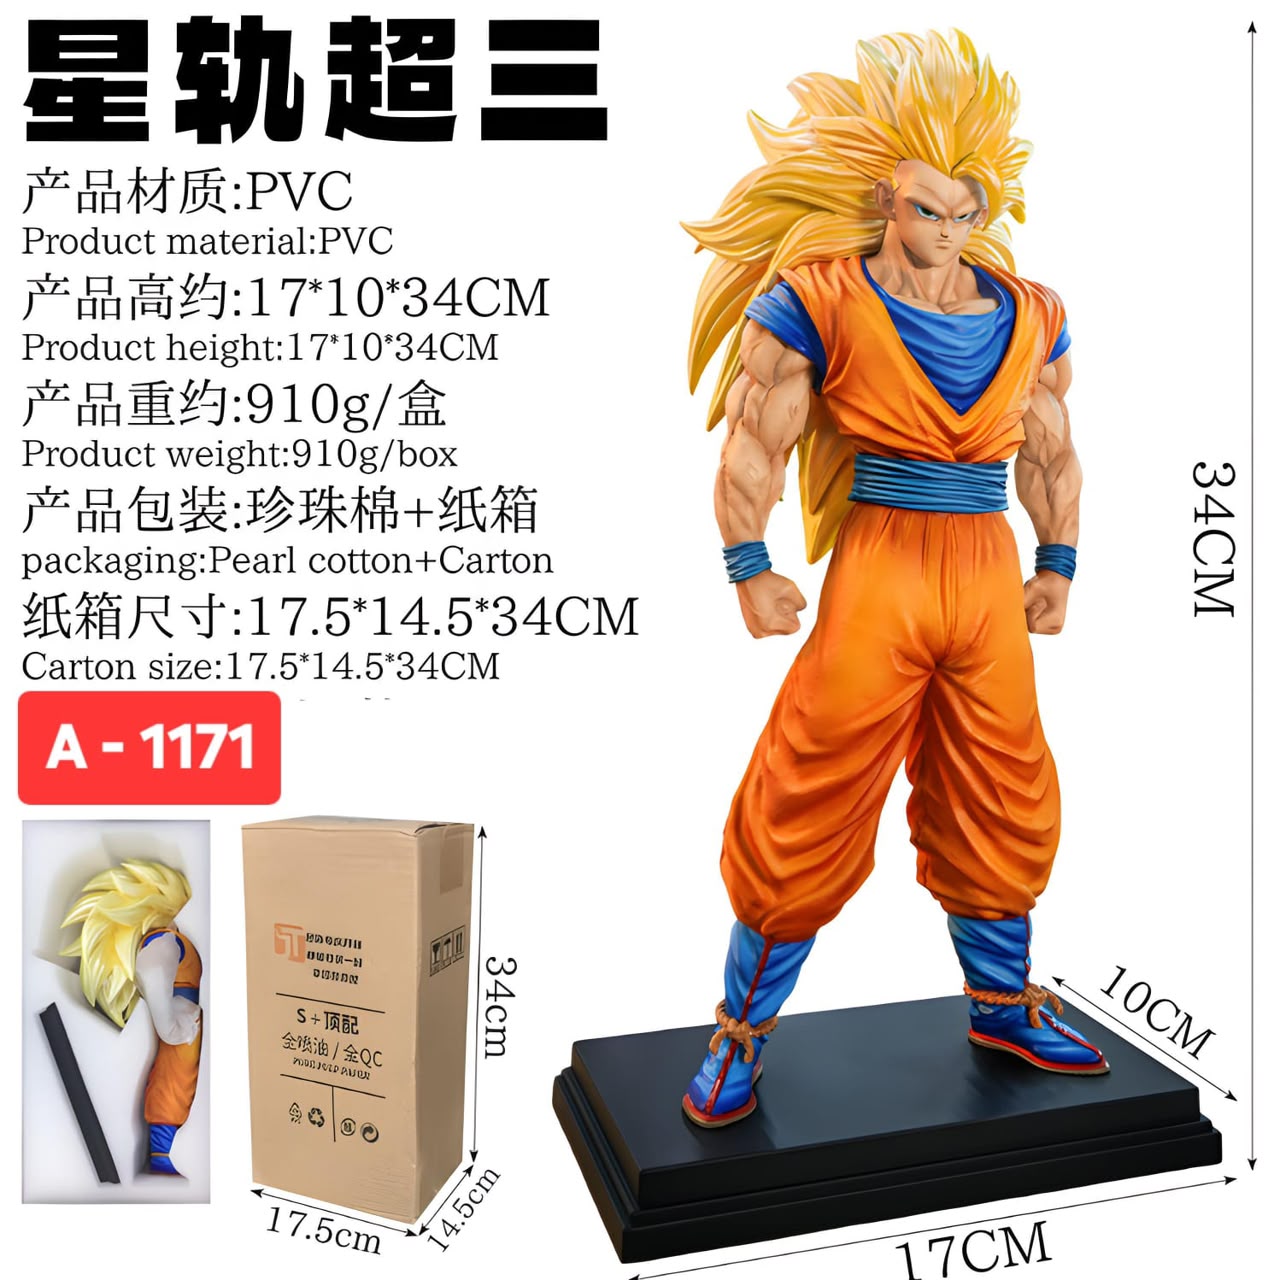 星轨超三
产品材质:PVC
Product material:PVC
产品高约:17*10*34CM
Product height:17*10*34CM
产品重约:910g/盒
Product weight:910g/box
产品包装:珍珠棉+纸箱
packaging:Pearl cotton+Carton
纸箱尺寸:17.5*14.5*34CM
Carton size:17.5*14.5*34CM
A - 1171
34CM
10CM
17CM
34cm
17.5cm
14.5cm
S+顶配
全喷油/全QC